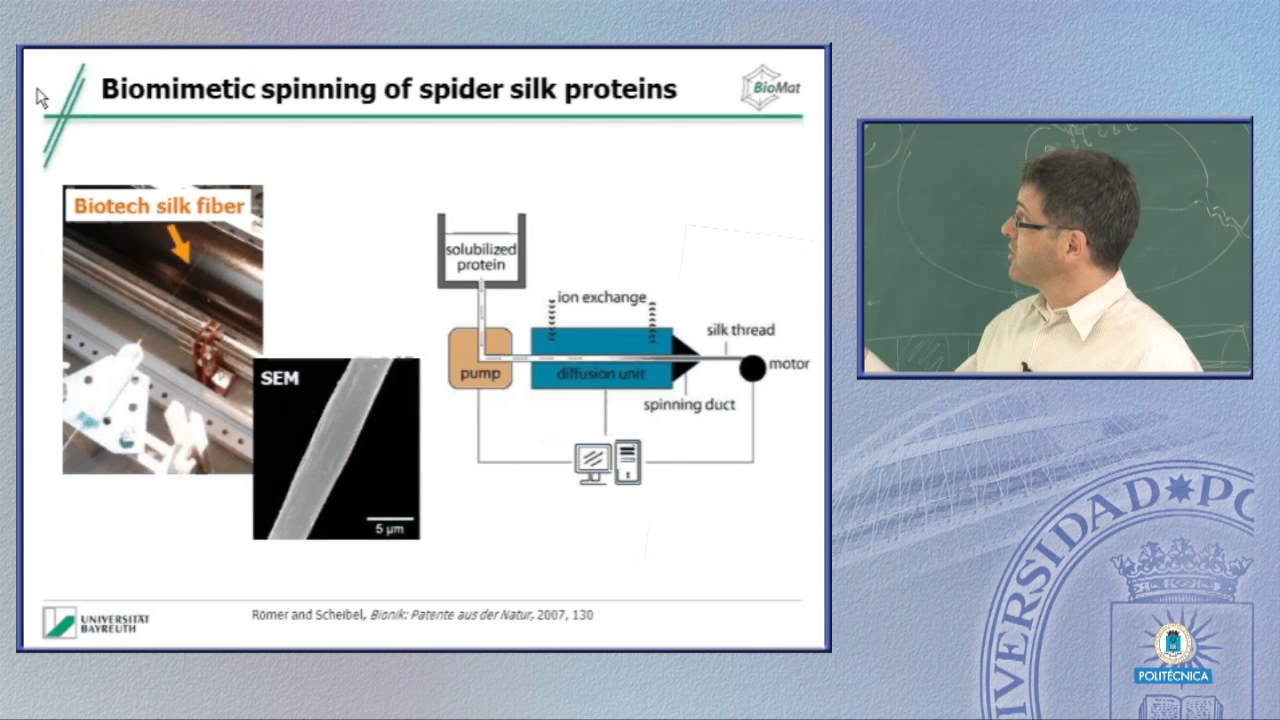 Biomimetic spinning of spider silk proteins
BioMat
Biotech silk fiber
SEM
5 µm
solubilized
protein
ion exchange
silk thread
motor
pump
diffusion unit
spinning duct
Römer and Scheibel, Bionik: Patente aus der Natur, 2007, 130
UNIVERSITÄT
BAYREUTH
IVERSIDAD PO
POLITÉCNICA